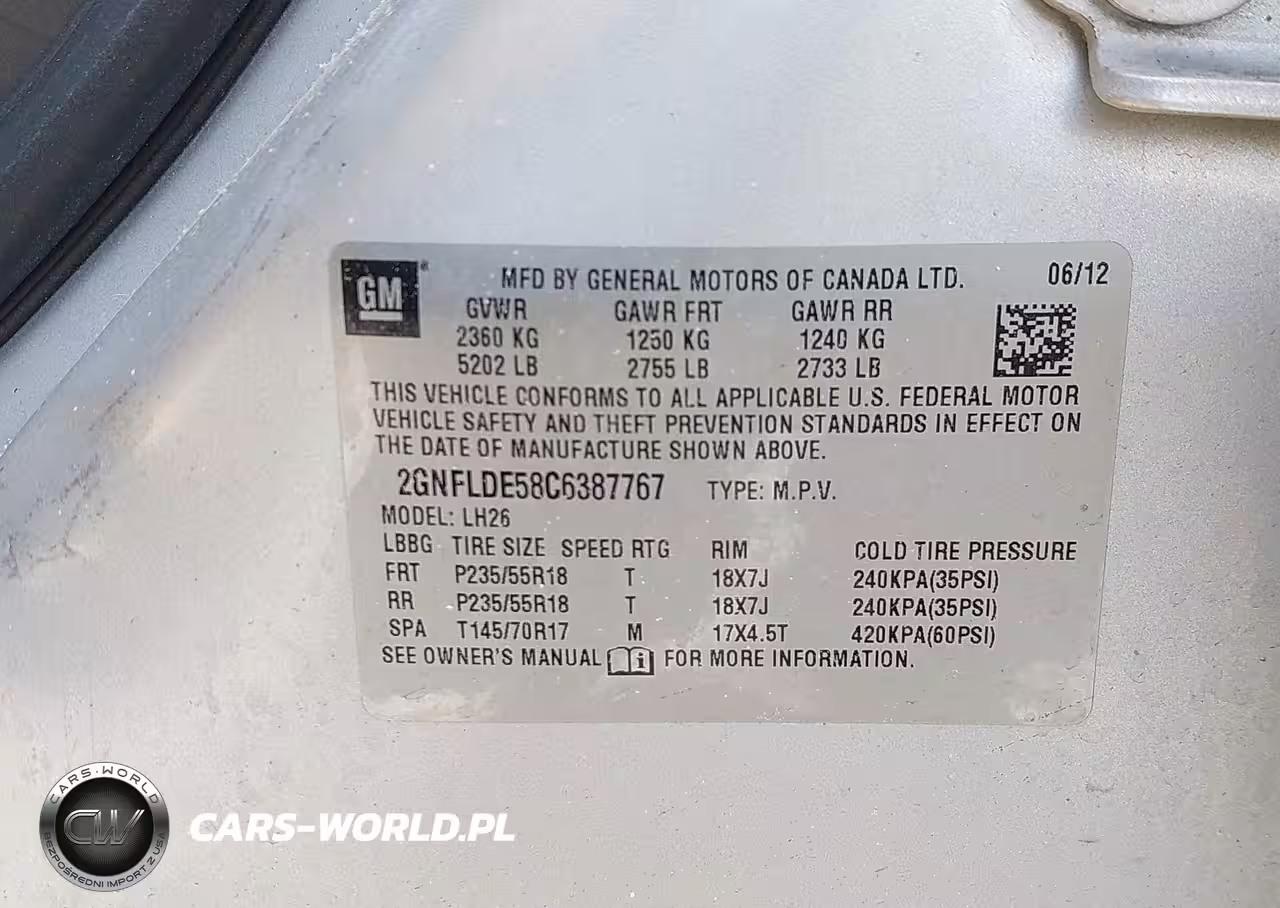 GM
MFD BY GENERAL MOTORS OF CANADA LTD. 06/12
GVWR GAWR FRT GAWR RR
2360 KG 1250 KG 1240 KG
5202 LB 2755 LB 2733 LB
THIS VEHICLE CONFORMS TO ALL APPLICABLE U.S. FEDERAL MOTOR
VEHICLE SAFETY AND THEFT PREVENTION STANDARDS IN EFFECT ON
THE DATE OF MANUFACTURE SHOWN ABOVE.
2GNFLDE58C6387767 TYPE: M.P.V.
MODEL: LH26
LBBG TIRE SIZE SPEED RTG RIM COLD TIRE PRESSURE
FRT P235/55R18 T 18X7J 240KPA(35PSI)
RR P235/55R18 T 18X7J 240KPA(35PSI)
SPA T145/70R17 M 17X4.5T 420KPA(60PSI)
SEE OWNER'S MANUAL i FOR MORE INFORMATION.
CARS-WORLD
CW
BEZPOŚREDNI IMPORT Z USA
CARS-WORLD.PL